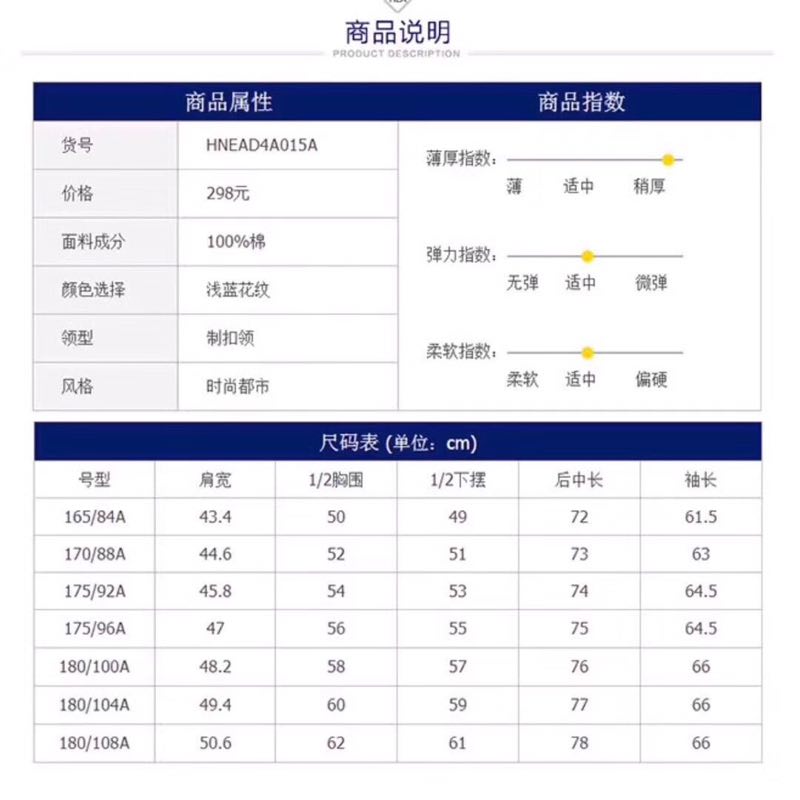 商品说明
PRODUCT DESCRIPTION
商品属性 商品指数
货号 HNEAD4A015A
价格 298元
面料成分 100%棉
颜色选择 浅蓝花纹
领型 制扣领
风格 时尚都市
薄厚指数:
薄 适中 稍厚
弹力指数:
无弹 适中 微弹
柔软指数:
柔软 适中 偏硬
尺码表 (单位: cm)
号型 肩宽 1/2胸围 1/2下摆 后中长 袖长
165/84A 43.4 50 49 72 61.5
170/88A 44.6 52 51 73 63
175/92A 45.8 54 53 74 64.5
175/96A 47 56 55 75 64.5
180/100A 48.2 58 57 76 66
180/104A 49.4 60 59 77 66
180/108A 50.6 62 61 78 66